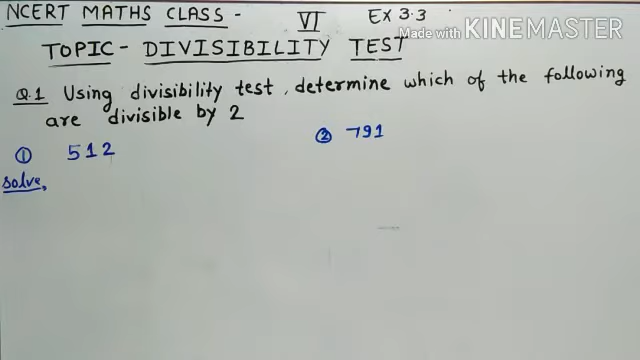 NCERT MATHS CLASS - VI EX 3.3
Made with KINEMASTER
TOPIC - DIVISIBILITY TEST
Q.1 Using divisibility test, determine which of the following
are divisible by 2
① 512 ② 791
Solve,